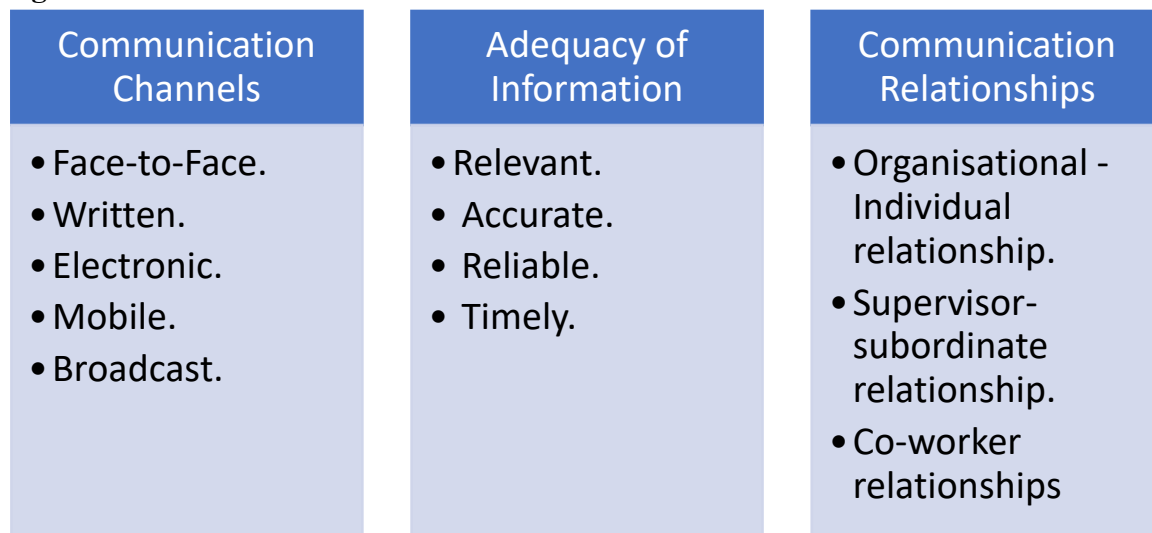 Communication
Channels
• Face-to-Face.
• Written.
• Electronic.
• Mobile.
• Broadcast.
Adequacy of
Information
• Relevant.
• Accurate.
• Reliable.
• Timely.
Communication
Relationships
• Organisational -
Individual
relationship.
• Supervisor-
subordinate
relationship.
• Co-worker
relationships